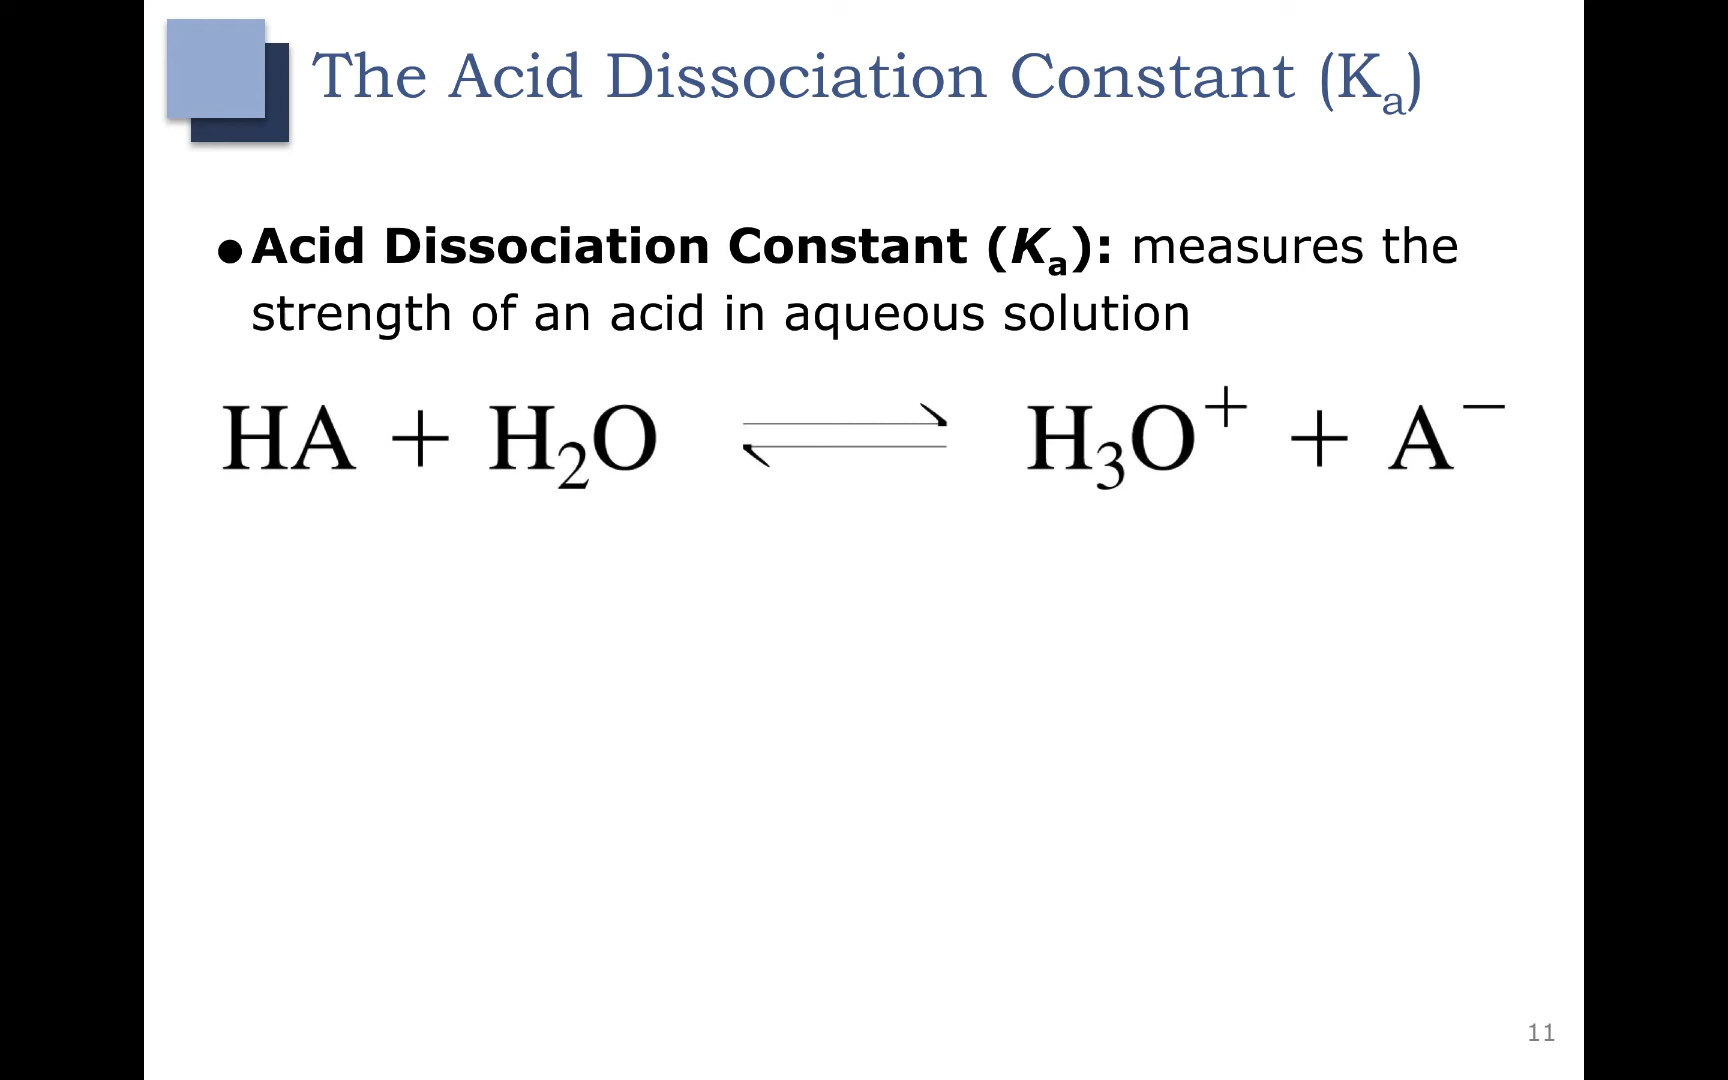 The Acid Dissociation Constant (Kₐ)
●Acid Dissociation Constant (Kₐ): measures the
strength of an acid in aqueous solution
HA + H₂O ⇌ H₃O⁺ + A⁻
11